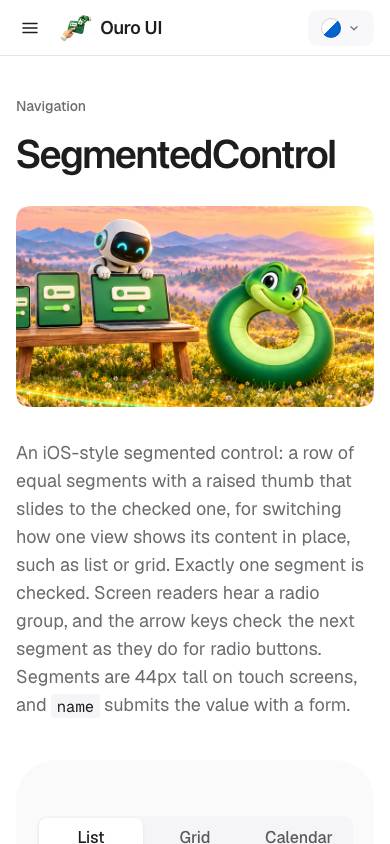 Ouro UI
Navigation
SegmentedControl
An iOS-style segmented control: a row of
equal segments with a raised thumb that
slides to the checked one, for switching
how one view shows its content in place,
such as list or grid. Exactly one segment is
checked. Screen readers hear a radio
group, and the arrow keys check the next
segment as they do for radio buttons.
Segments are 44px tall on touch screens,
and name submits the value with a form.
List Grid Calendar